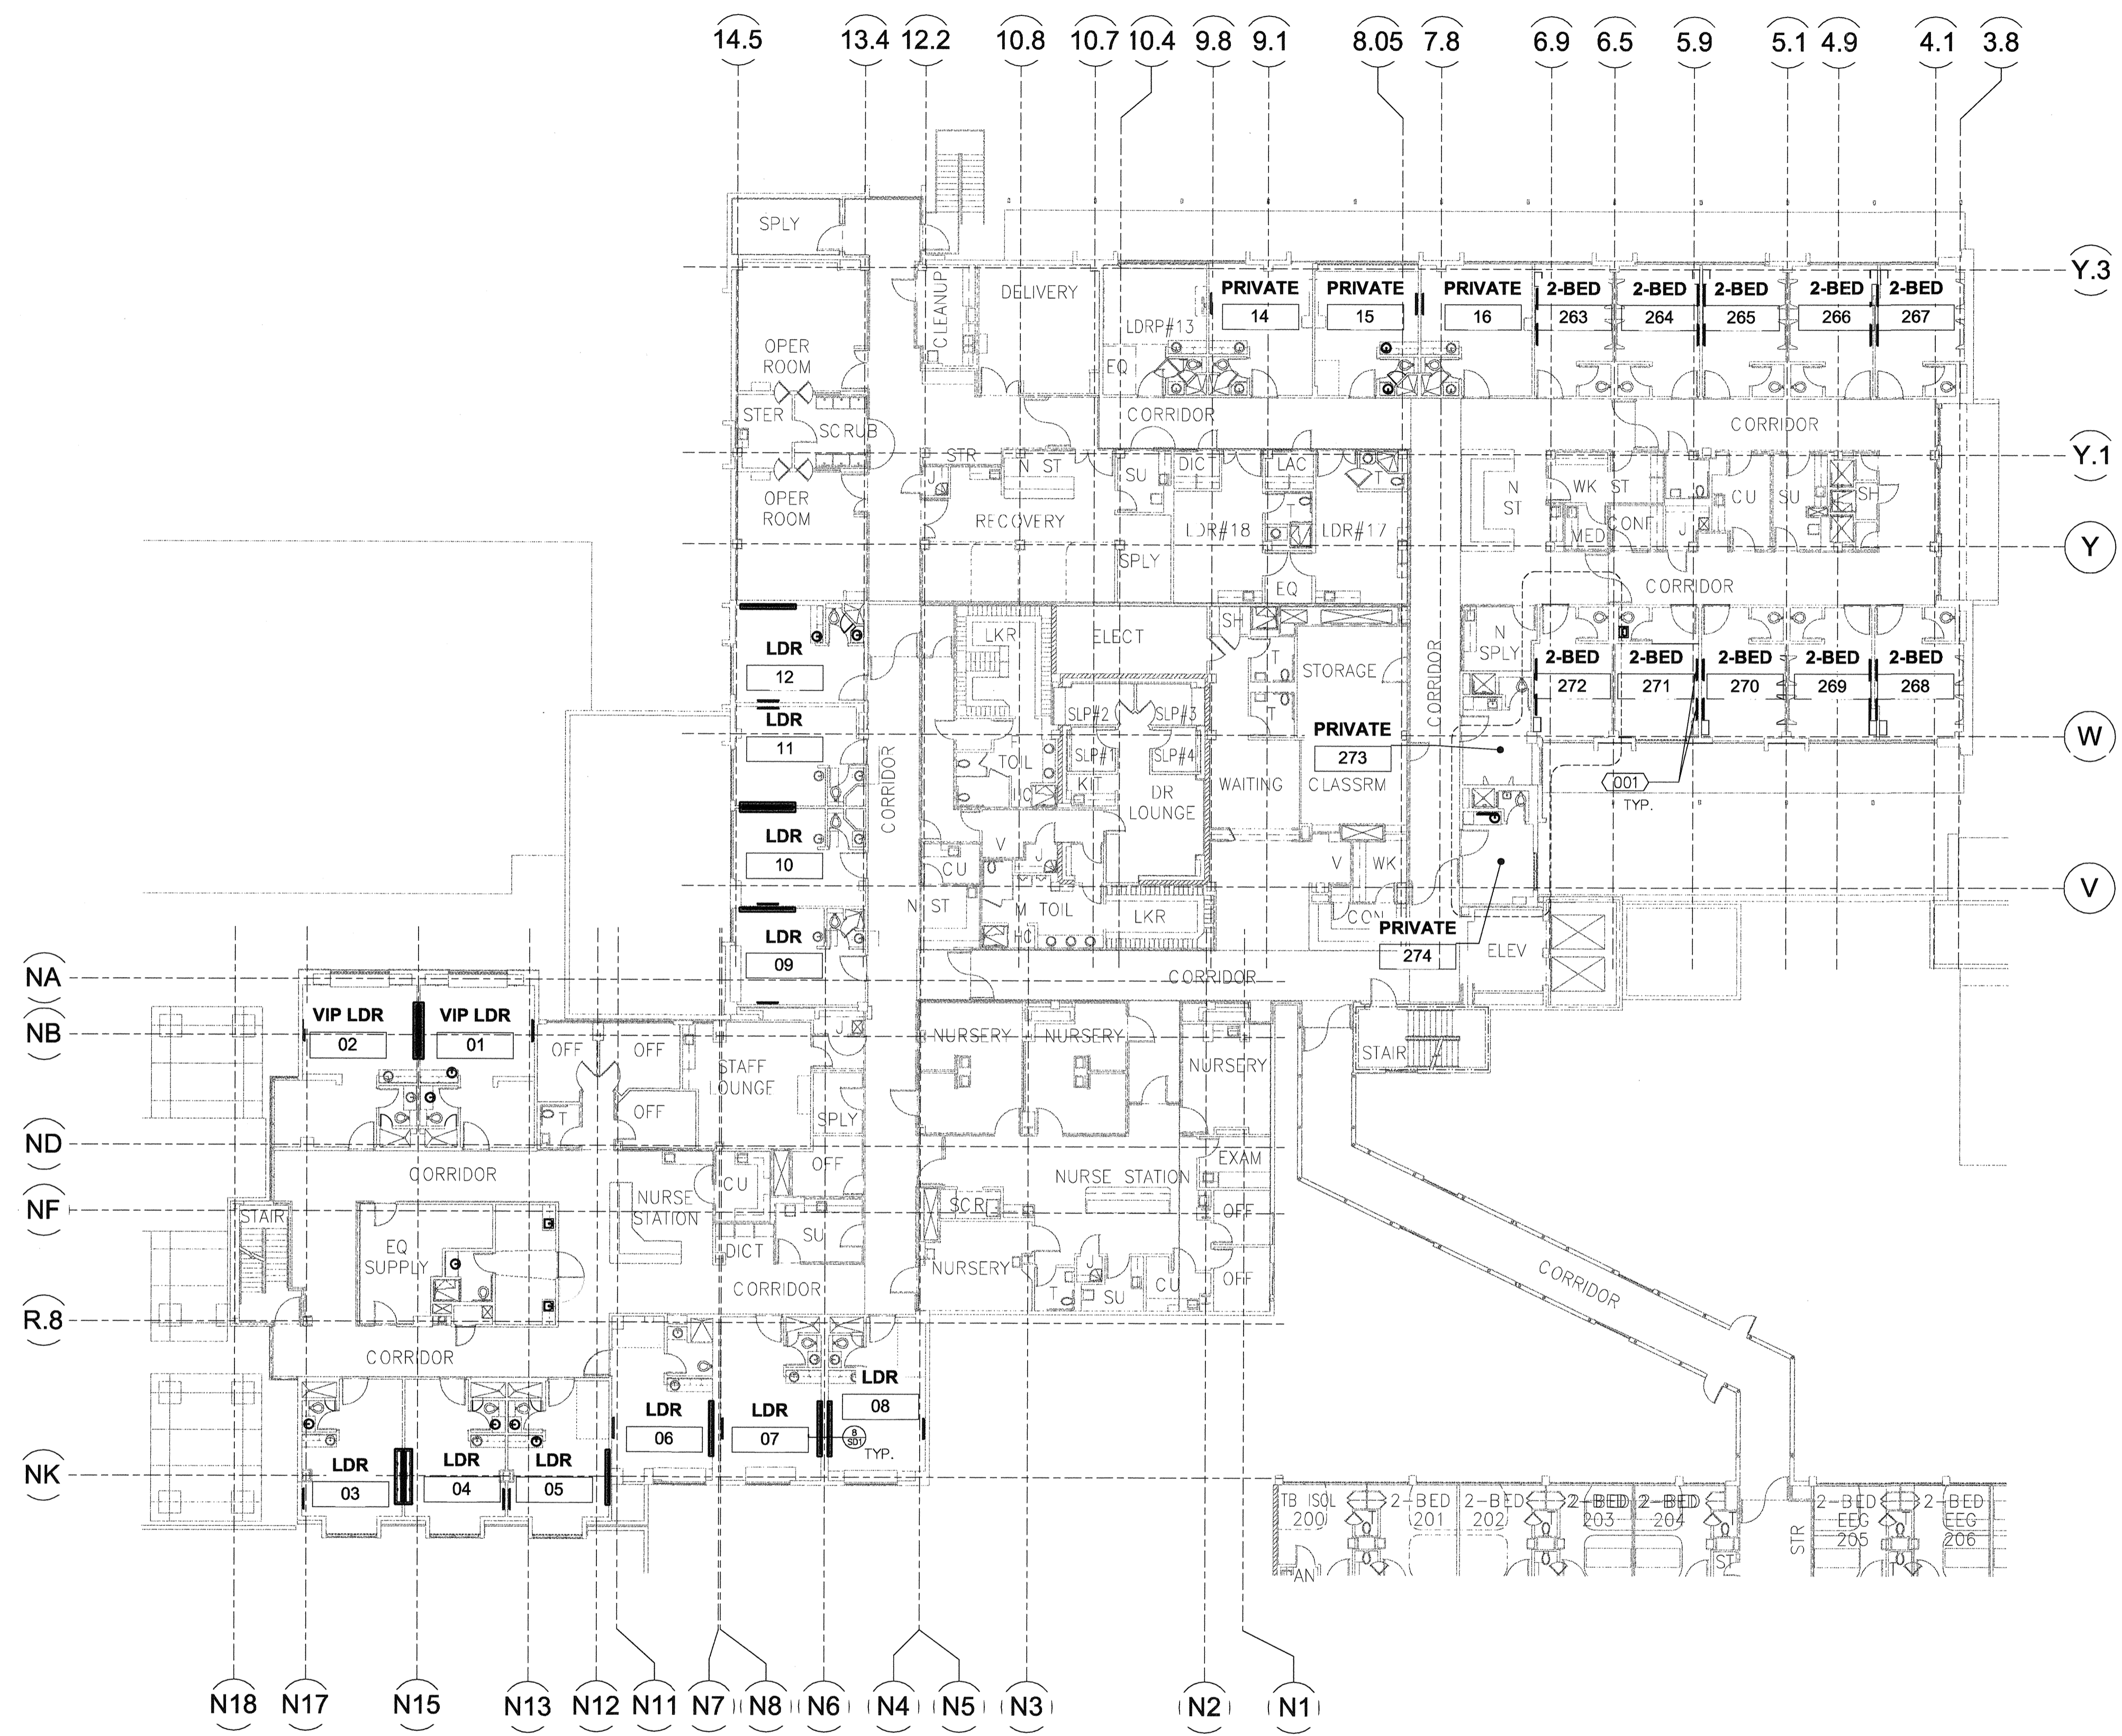 14.5 13.4 12.2 10.8 10.7 10.4 9.8 9.1 8.05 7.8 6.9 6.5 5.9 5.1 4.9 4.1 3.8
SPLY
Y.3
CLEANUP
DELIVERY
LDRP#13
PRIVATE
14
PRIVATE
15
PRIVATE
16
2-BED
263
2-BED
264
2-BED
265
2-BED
266
2-BED
267
OPER
ROOM
EQ
STER
SCRUB
CORRIDOR
CORRIDOR
Y.1
STR
N ST
SU
DIC
LAC
T
J
OPER
ROOM
RECOVERY
LDR#18
T
LDR#17
N
ST
WK ST
CONF
MED
J
CU
SU
SH
Y
SPLY
EQ
CORRIDOR
LKR
ELECT
SH
LDR
12
T
STORAGE
CORRIDOR
N
SPLY
2-BED
272
2-BED
271
2-BED
270
2-BED
269
2-BED
268
LDR
11
SLP#2
SLP#3
T
PRIVATE
273
W
SLP#1
SLP#4
TOIL
HC
KIT
DR
LOUNGE
WAITING
CLASSRM
001
TYP.
CORRIDOR
LDR
10
V
J
CU
V
WK
V
N ST
M TOIL
HC
LKR
CON
PRIVATE
274
ELEV
LDR
09
CORRIDOR
NA
VIP LDR
02
VIP LDR
01
NB
OFF
OFF
J
STAFF
LOUNGE
NURSERY
NURSERY
NURSERY
STAIR
T
OFF
SPLY
ND
CORRIDOR
OFF
CU
NURSE STATION
EXAM
NF
STAIR
NURSE
STATION
SCR
OFF
EQ
SUPPLY
DICT
SU
NURSERY
J
T
SU
CU
OFF
CORRIDOR
CORRIDOR
R.8
CORRIDOR
LDR
08
LDR
06
LDR
07
8
SD1
TYP.
NK
LDR
03
LDR
04
LDR
05
TB ISOL
200
2-BED
201
2-BED
202
2-BED
203
2-BED
204
2-BED
EEG
205
2-BED
EEG
206
T
T
T
ST
STR
AN
N18 N17 N15 N13 N12 N11 N7 N8 N6 N4 N5 N3 N2 N1